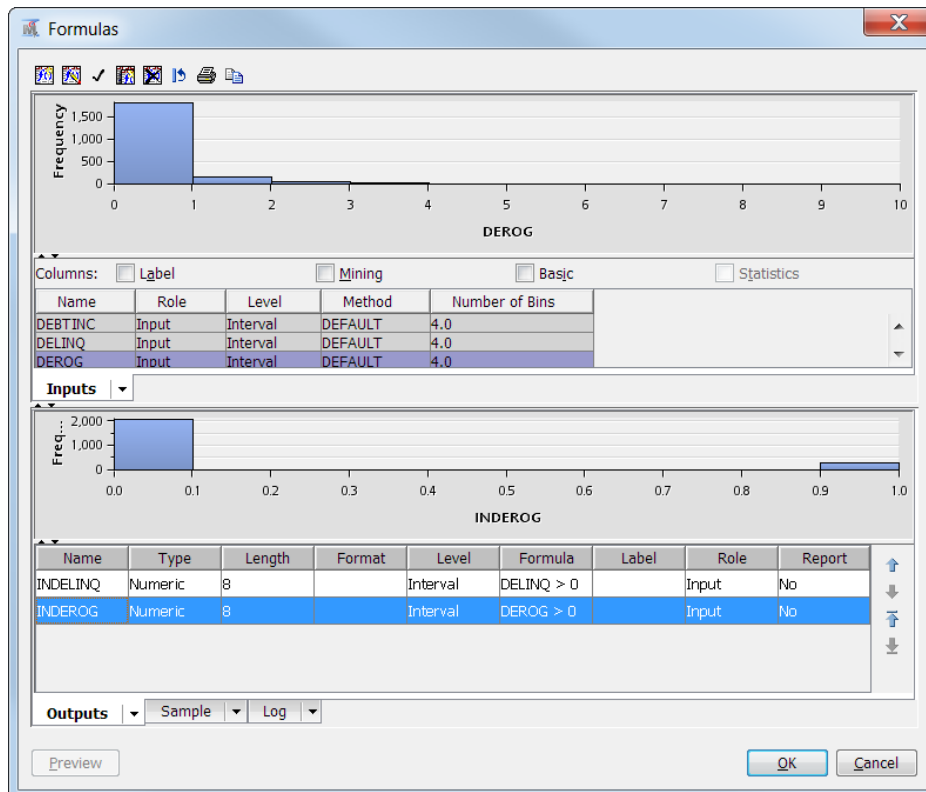 Formulas
Frequency
1,500
1,000
500
0
0 1 2 3 4 5 6 7 8 9 10
DEROG
Columns: Label Mining Basic Statistics
Name Role Level Method Number of Bins
DEBTINC Input Interval DEFAULT 4.0
DELINQ Input Interval DEFAULT 4.0
DEROG Input Interval DEFAULT 4.0
Inputs
Freq...
2,000
1,000
0
0.0 0.1 0.2 0.3 0.4 0.5 0.6 0.7 0.8 0.9 1.0
INDEROG
Name Type Length Format Level Formula Label Role Report
INDELINQ Numeric 8 Interval DELINQ > 0 Input No
INDEROG Numeric 8 Interval DEROG > 0 Input No
Outputs Sample Log
Preview OK Cancel